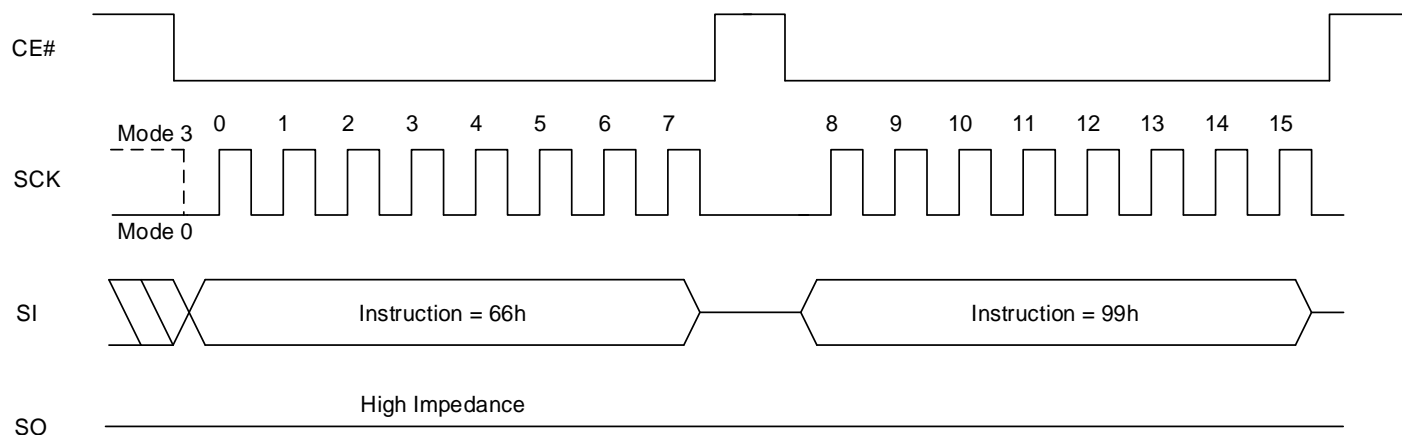 CE#
0 1 2 3 4 5 6 7 8 9 10 11 12 13 14 15
Mode 3
SCK
Mode 0
SI
Instruction = 66h Instruction = 99h
High Impedance
SO